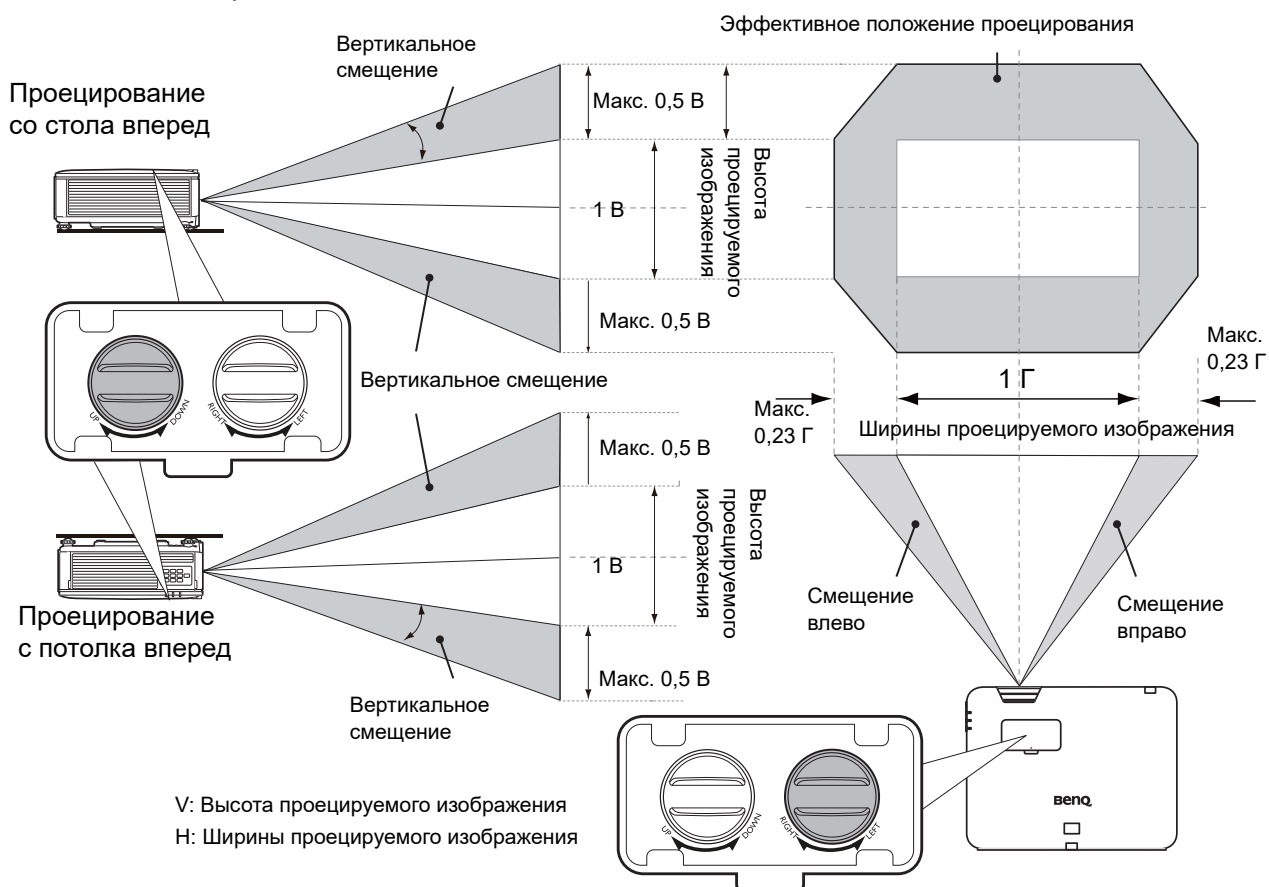 Эффективное положение проецирования
Вертикальное
смещение
Проецирование
со стола вперед
Макс. 0,5 В
1 В
Высота
проецируемого
изображения
Макс. 0,5 В
UP
DOWN
RIGHT
LEFT
Вертикальное смещение
Макс.
0,23 Г
1 Г
Макс.
0,23 Г
Ширины проецируемого изображения
Макс. 0,5 В
1 В
Высота
проецируемого
изображения
Макс. 0,5 В
Проецирование
с потолка вперед
Вертикальное
смещение
Смещение
влево
Смещение
вправо
V: Высота проецируемого изображения
H: Ширины проецируемого изображения
UP
DOWN
RIGHT
LEFT
BenQ